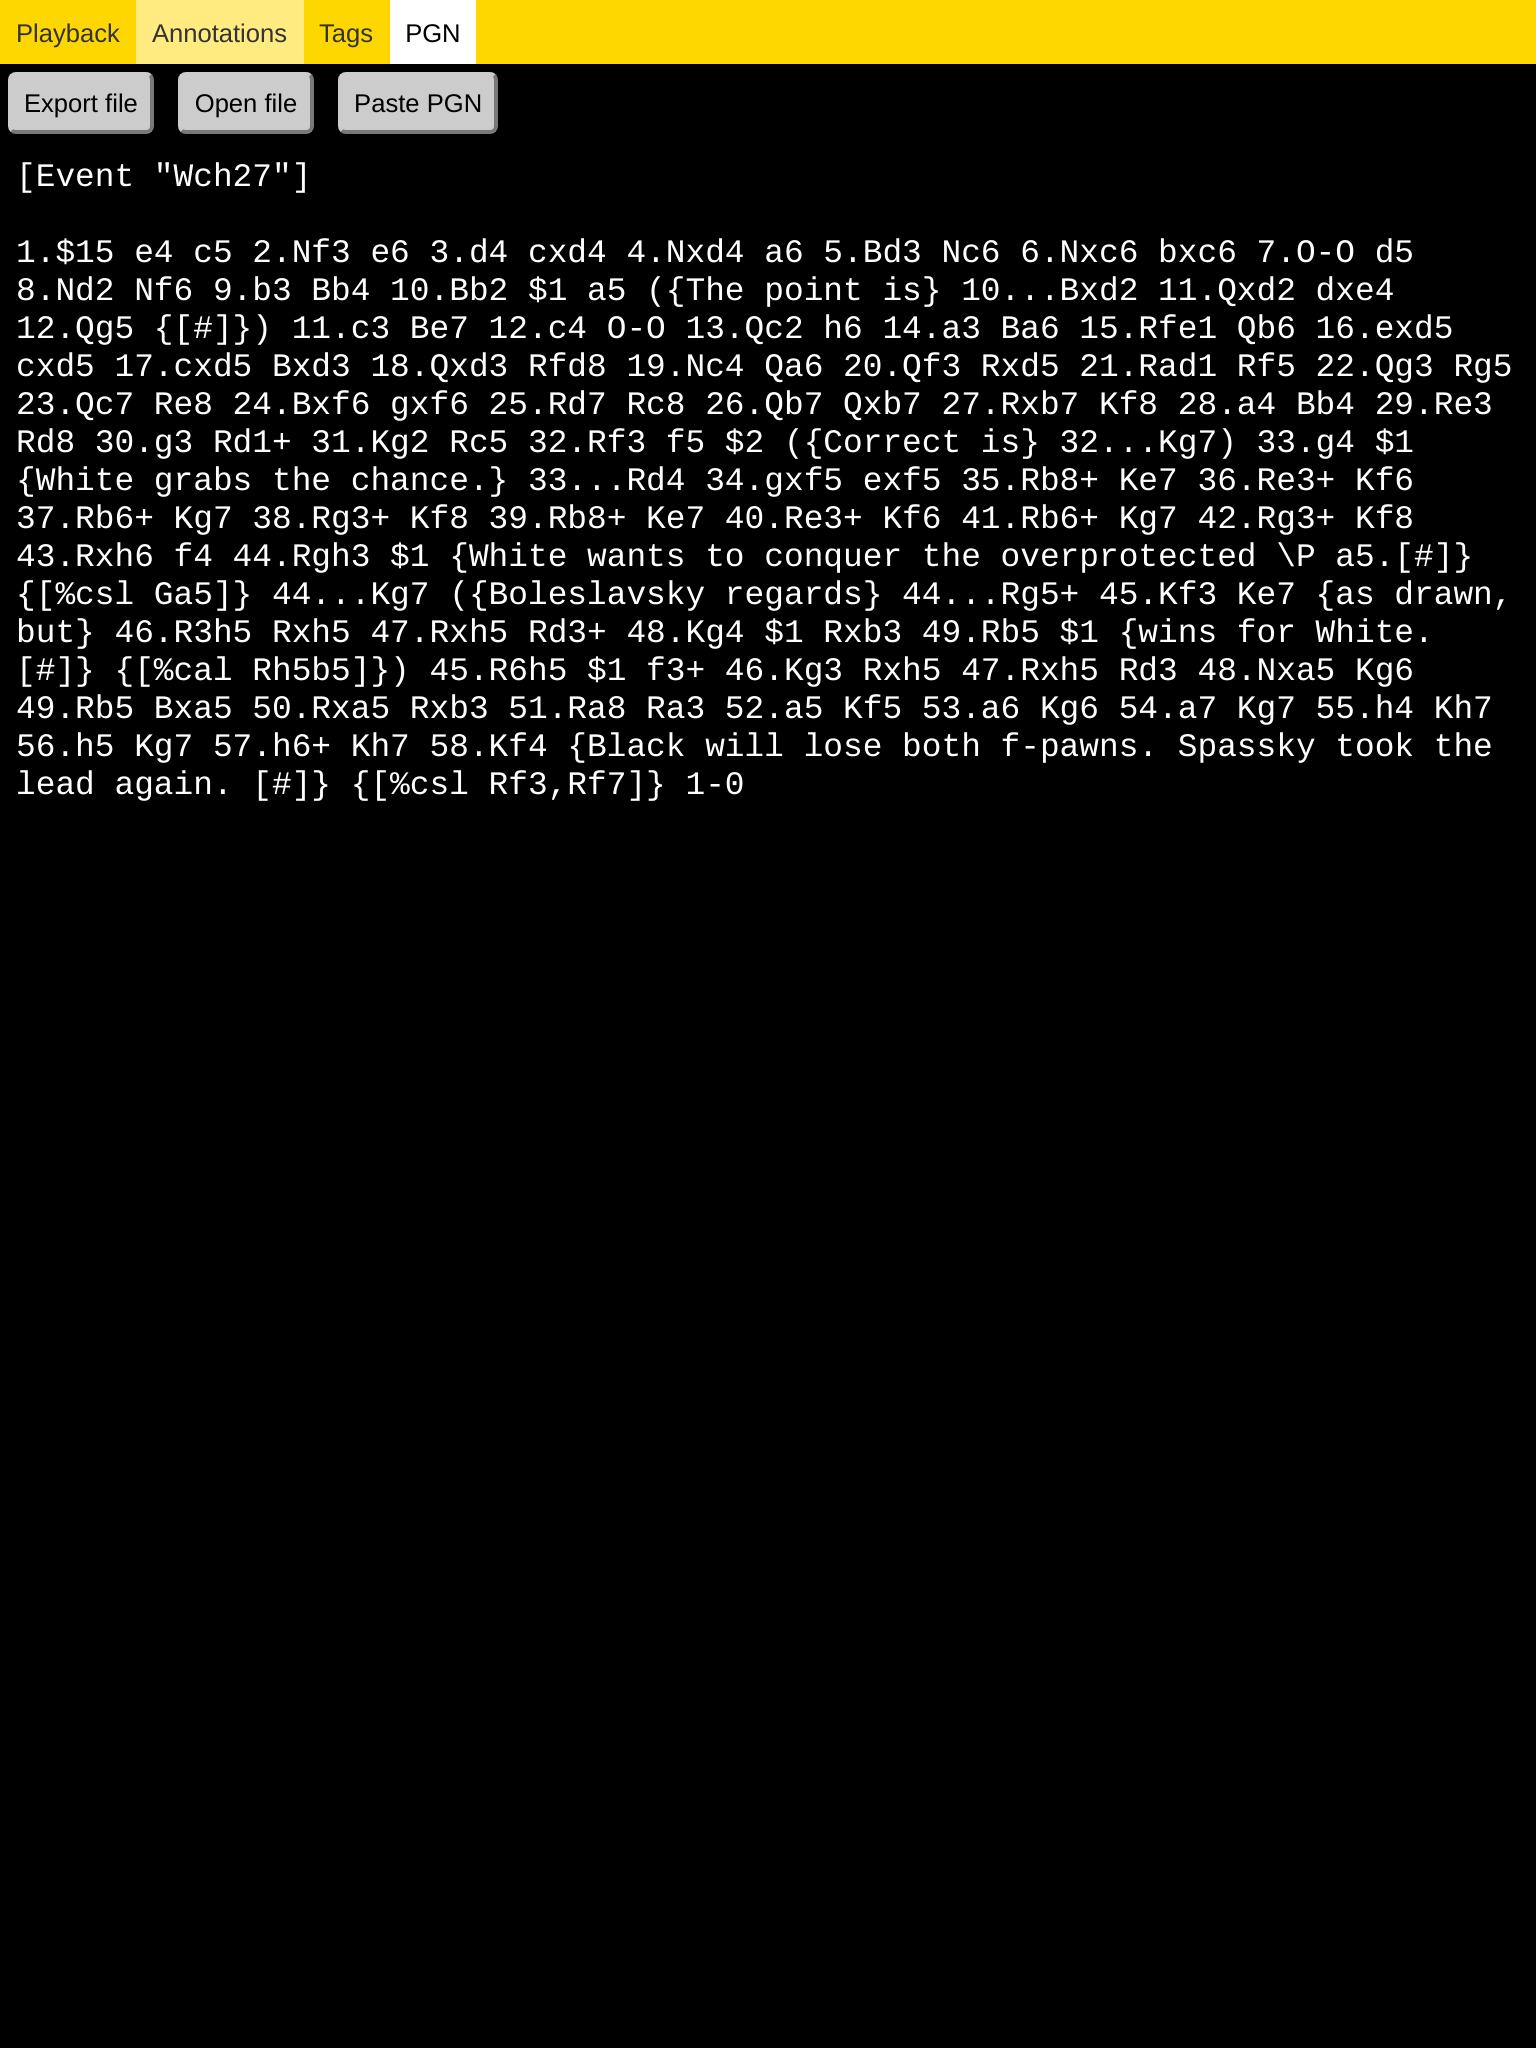 Playback Annotations Tags PGN
Export file Open file Paste PGN
[Event "Wch27"]
1.$15 e4 c5 2.Nf3 e6 3.d4 cxd4 4.Nxd4 a6 5.Bd3 Nc6 6.Nxc6 bxc6 7.O-O d5
8.Nd2 Nf6 9.b3 Bb4 10.Bb2 $1 a5 ({The point is} 10...Bxd2 11.Qxd2 dxe4
12.Qg5 {[#]}) 11.c3 Be7 12.c4 O-O 13.Qc2 h6 14.a3 Ba6 15.Rfe1 Qb6 16.exd5
cxd5 17.cxd5 Bxd3 18.Qxd3 Rfd8 19.Nc4 Qa6 20.Qf3 Rxd5 21.Rad1 Rf5 22.Qg3 Rg5
23.Qc7 Re8 24.Bxf6 gxf6 25.Rd7 Rc8 26.Qb7 Qxb7 27.Rxb7 Kf8 28.a4 Bb4 29.Re3
Rd8 30.g3 Rd1+ 31.Kg2 Rc5 32.Rf3 f5 $2 ({Correct is} 32...Kg7) 33.g4 $1
{White grabs the chance.} 33...Rd4 34.gxf5 exf5 35.Rb8+ Ke7 36.Re3+ Kf6
37.Rb6+ Kg7 38.Rg3+ Kf8 39.Rb8+ Ke7 40.Re3+ Kf6 41.Rb6+ Kg7 42.Rg3+ Kf8
43.Rxh6 f4 44.Rgh3 $1 {White wants to conquer the overprotected \P a5.[#]}
{[%csl Ga5]} 44...Kg7 ({Boleslavsky regards} 44...Rg5+ 45.Kf3 Ke7 {as drawn,
but} 46.R3h5 Rxh5 47.Rxh5 Rd3+ 48.Kg4 $1 Rxb3 49.Rb5 $1 {wins for White.
[#]} {[%cal Rh5b5]}) 45.R6h5 $1 f3+ 46.Kg3 Rxh5 47.Rxh5 Rd3 48.Nxa5 Kg6
49.Rb5 Bxa5 50.Rxa5 Rxb3 51.Ra8 Ra3 52.a5 Kf5 53.a6 Kg6 54.a7 Kg7 55.h4 Kh7
56.h5 Kg7 57.h6+ Kh7 58.Kf4 {Black will lose both f-pawns. Spassky took the
lead again. [#]} {[%csl Rf3,Rf7]} 1-0